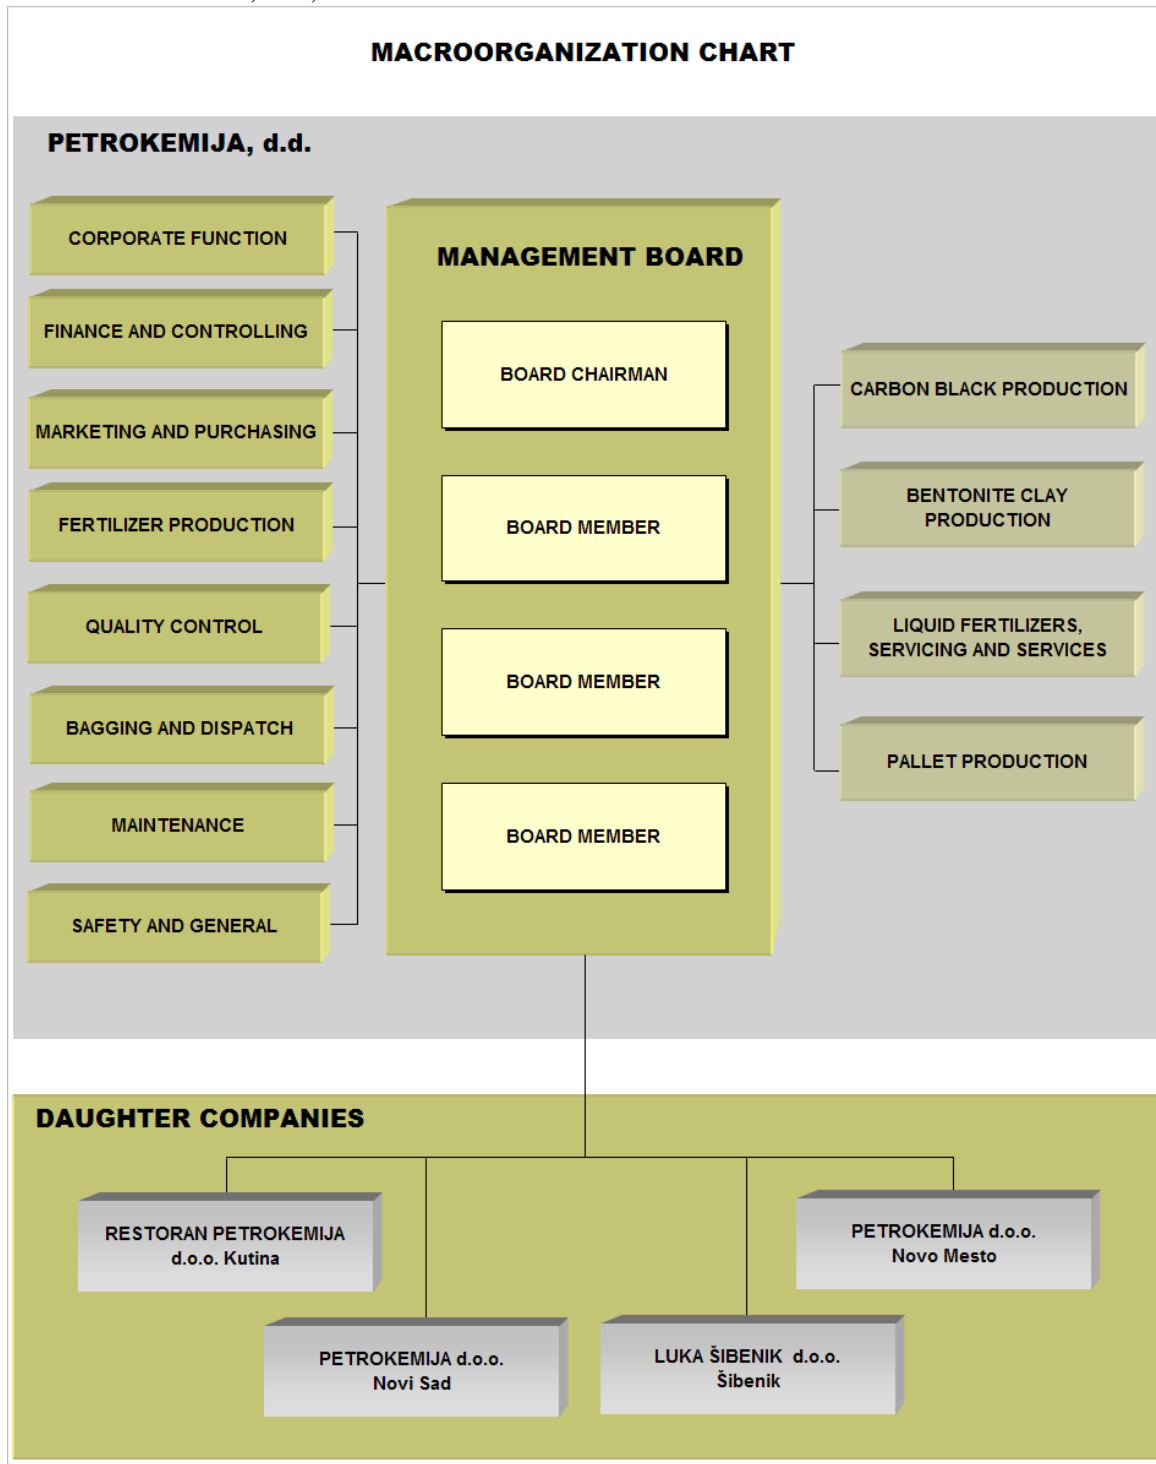 MACROORGANIZATION CHART
PETROKEMIJA, d.d.
CORPORATE FUNCTION
FINANCE AND CONTROLLING
MARKETING AND PURCHASING
FERTILIZER PRODUCTION
QUALITY CONTROL
BAGGING AND DISPATCH
MAINTENANCE
SAFETY AND GENERAL
MANAGEMENT BOARD
BOARD CHAIRMAN
BOARD MEMBER
BOARD MEMBER
BOARD MEMBER
CARBON BLACK PRODUCTION
BENTONITE CLAY
PRODUCTION
LIQUID FERTILIZERS,
SERVICING AND SERVICES
PALLET PRODUCTION
DAUGHTER COMPANIES
RESTORAN PETROKEMIJA
d.o.o. Kutina
PETROKEMIJA d.o.o.
Novi Sad
LUKA ŠIBENIK d.o.o.
Šibenik
PETROKEMIJA d.o.o.
Novo Mesto